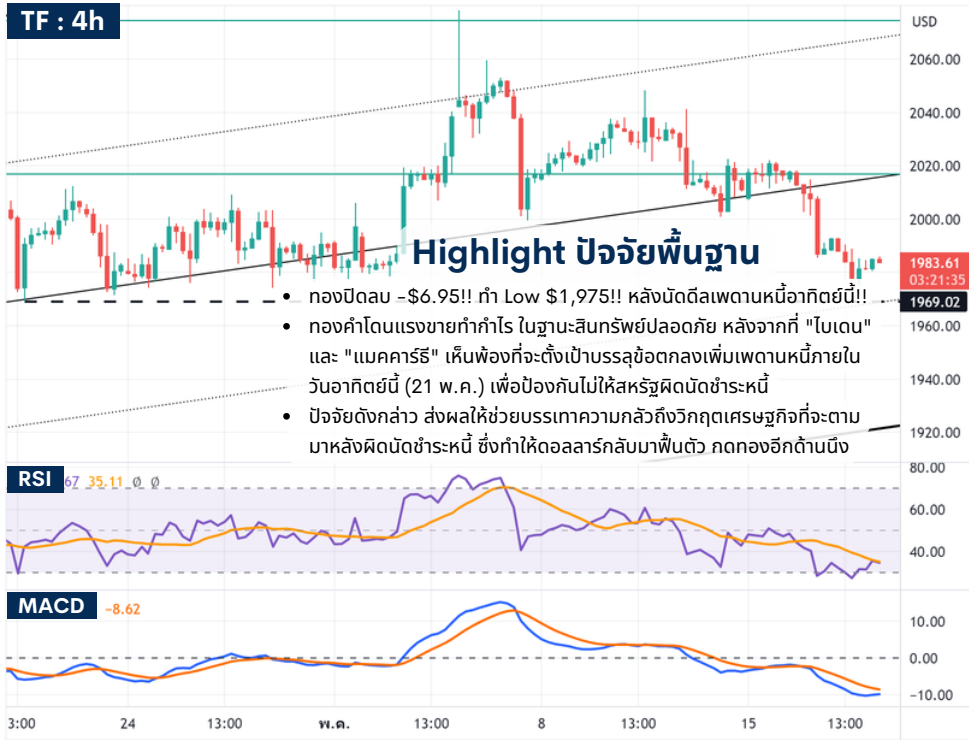 TF : 4h
USD
2060.00
2040.00
2020.00
2000.00
1983.61
03:21:35
1969.02
1960.00
1940.00
1920.00
Highlight ปัจจัยพื้นฐาน
• ทองปิดลบ -$6.95!! ทำ Low $1,975!! หลังนัดดีลเพดานหนี้อาทิตย์นี้!!
• ทองคำโดนแรงขายทำกำไร ในฐานะสินทรัพย์ปลอดภัย หลังจากที่ "ไบเดน"
และ "แมคคาร์ธี" เห็นพ้องที่จะตั้งเป้าบรรลุข้อตกลงเพิ่มเพดานหนี้ภายใน
วันอาทิตย์นี้ (21 พ.ค.) เพื่อป้องกันไม่ให้สหรัฐผิดนัดชำระหนี้
• ปัจจัยดังกล่าว ส่งผลให้ช่วยบรรเทาความกลัวถึงวิกฤตเศรษฐกิจที่จะตาม
มาหลังผิดนัดชำระหนี้ ซึ่งทำให้ดอลลาร์กลับมาฟื้นตัว กดทองอีกด้านนึง
RSI 67 35.11 Ø Ø
80.00
60.00
40.00
MACD -8.62
10.00
0.00
-10.00
3:00 24 13:00 พ.ค. 13:00 8 13:00 15 13:00